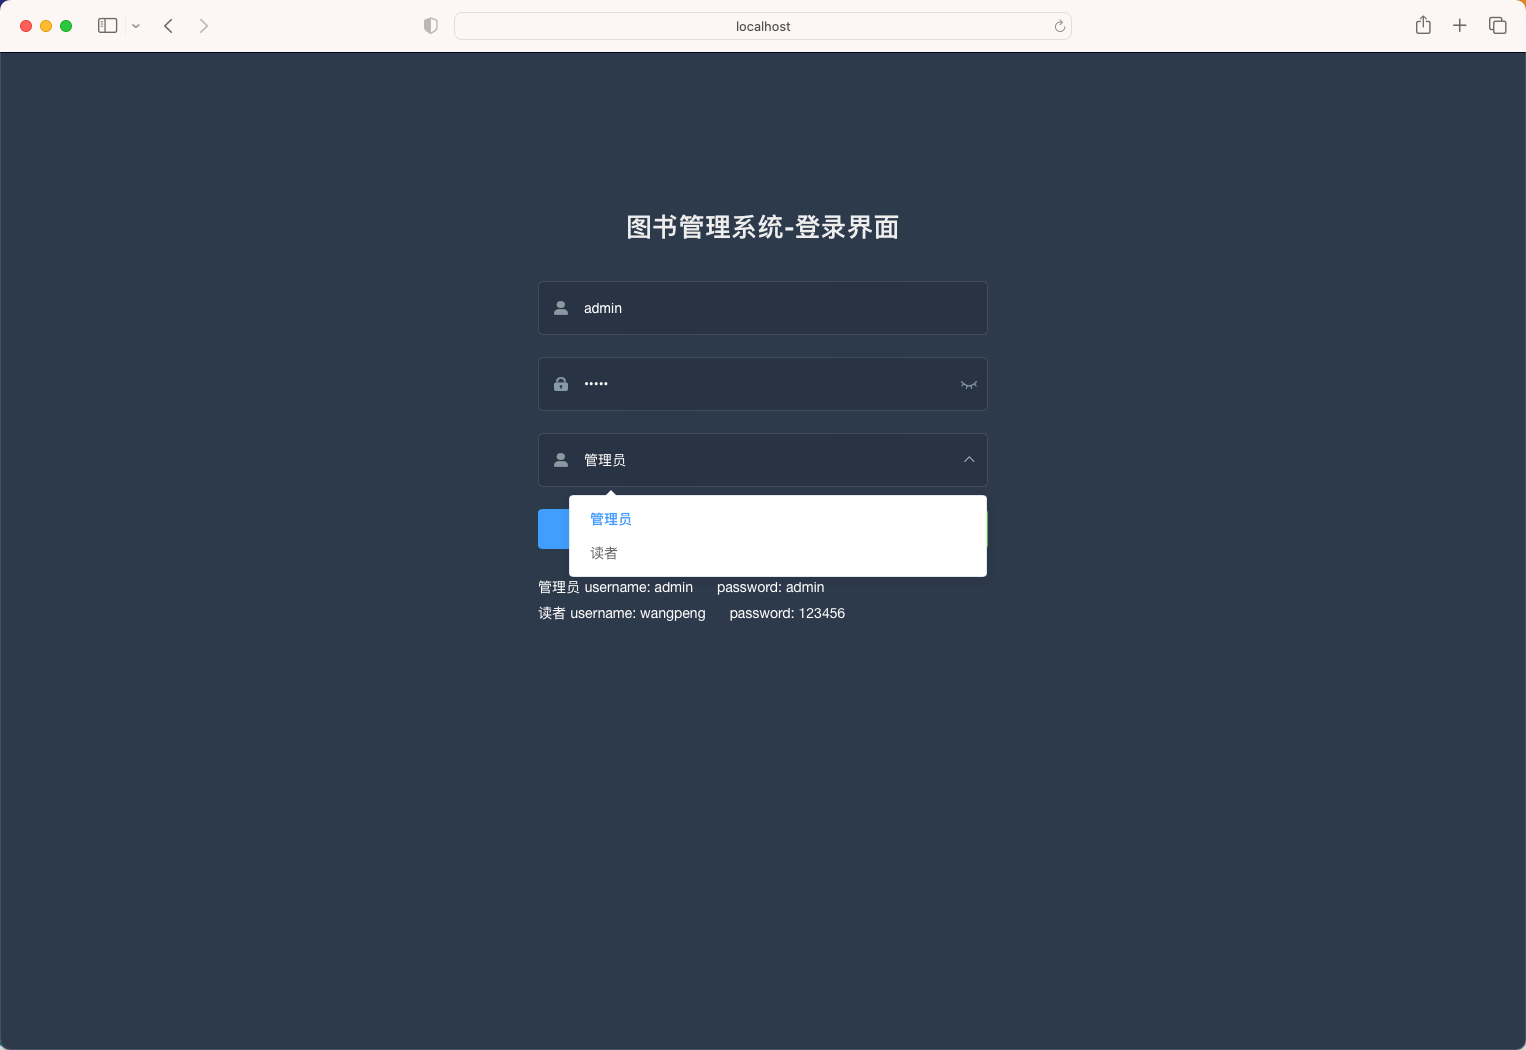 localhost
图书管理系统-登录界面
admin
•••••
管理员
管理员
读者
管理员 username: admin password: admin
读者 username: wangpeng password: 123456